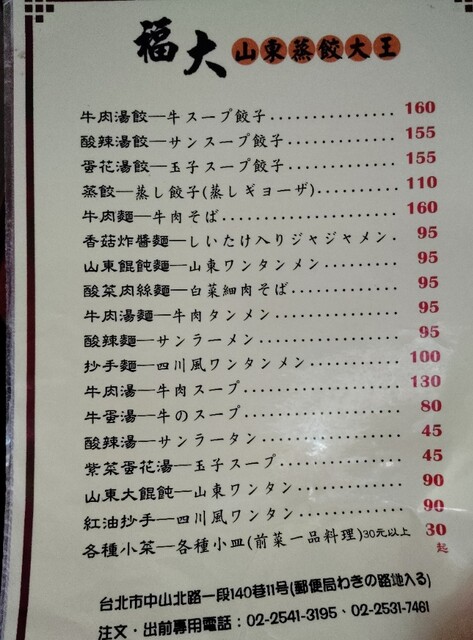 福大 山東蒸餃大王
牛肉湯餃—牛スープ餃子............... 160
酸辣湯餃—サンスープ餃子............. 155
蛋花湯餃—玉子スープ餃子............. 155
蒸餃—蒸し餃子(蒸しギョーザ).......... 110
牛肉麵—牛肉そば.................... 160
香菇炸醬麵—しいたけ入りジャジャメン. 95
山東餛飩麵—山東ワンタンメン......... 95
酸菜肉絲麵—白菜細肉そば............ 95
牛肉湯麵—牛肉タンメン.............. 95
酸辣麵—サンラーメン................ 95
抄手麵—四川風ワンタンメン........... 100
牛肉湯—牛肉スープ.................. 130
牛蛋湯—牛のスープ.................. 80
酸辣湯—サンラータン................ 45
紫菜蛋花湯—玉子スープ.............. 45
山東大餛飩—山東ワンタン............ 90
紅油抄手—四川風ワンタン............ 90
各種小菜—各種小皿(前菜一品料理)30元以上 30起
台北市中山北路一段140巷11号(郵便局わきの路地入る)
注文・出前專用電話：02-2541-3195、02-2531-7461